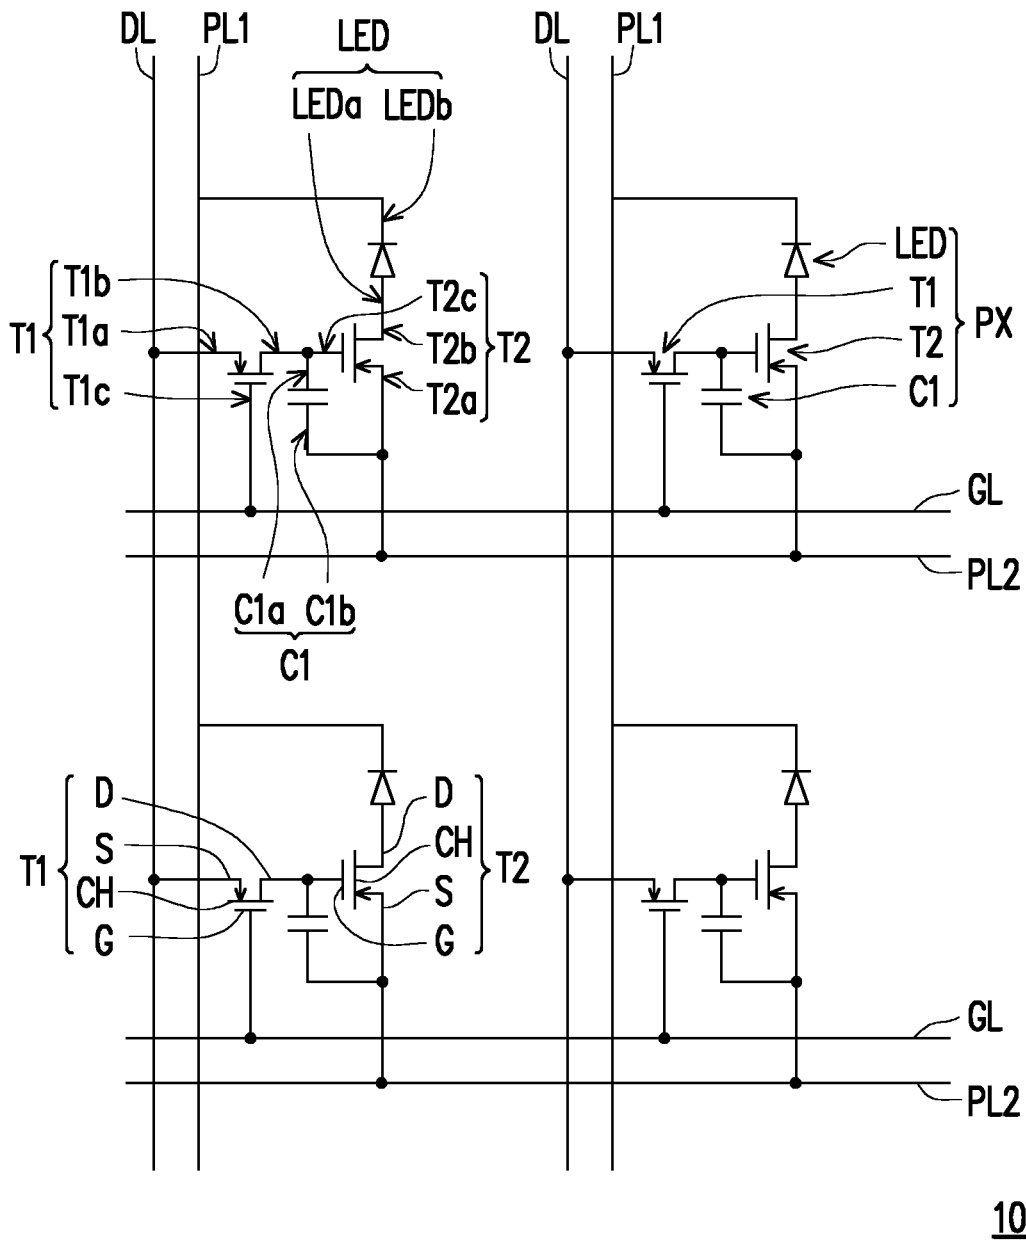 DL PL1 LED DL PL1
LEDa LEDb
LED
T1b T2c T1
T1 T1a T2b T2 T2 PX
T1c T2a C1
GL
PL2
C1a C1b
C1
D D
S CH
T1 CH S T2
G G
GL
PL2
10